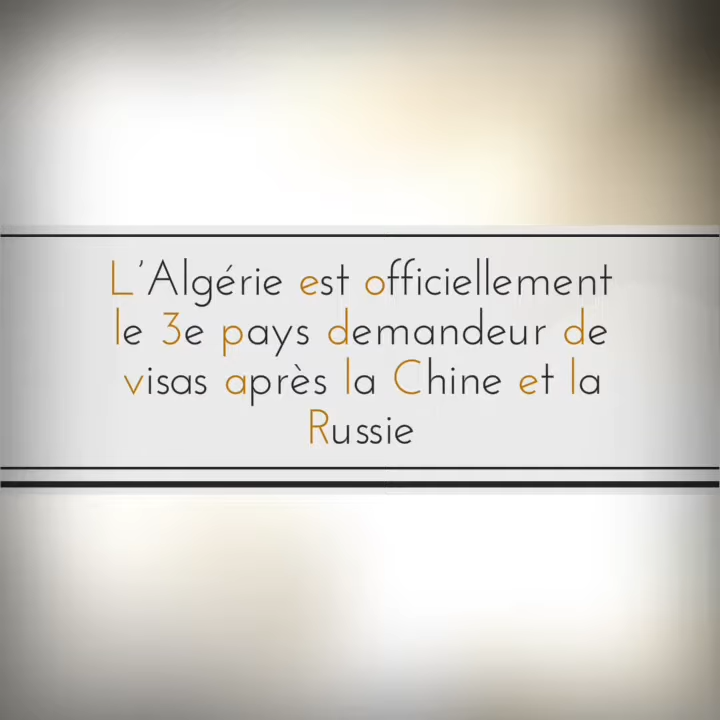 L'Algérie est officiellement
le 3e pays demandeur de
visas après la Chine et la
Russie